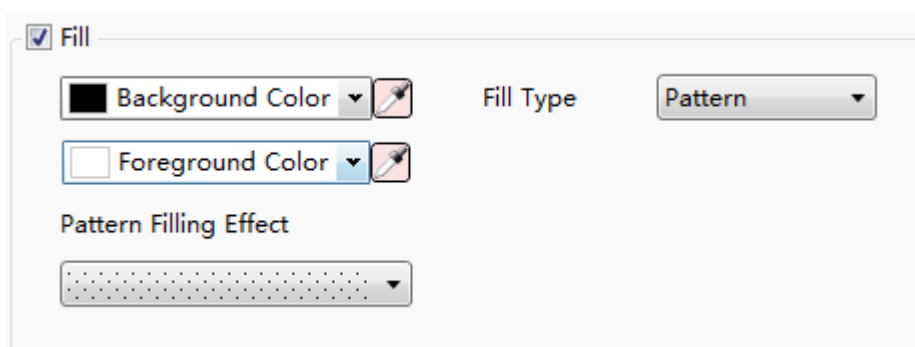 Fill
Background Color
Fill Type
Pattern
Foreground Color
Pattern Filling Effect